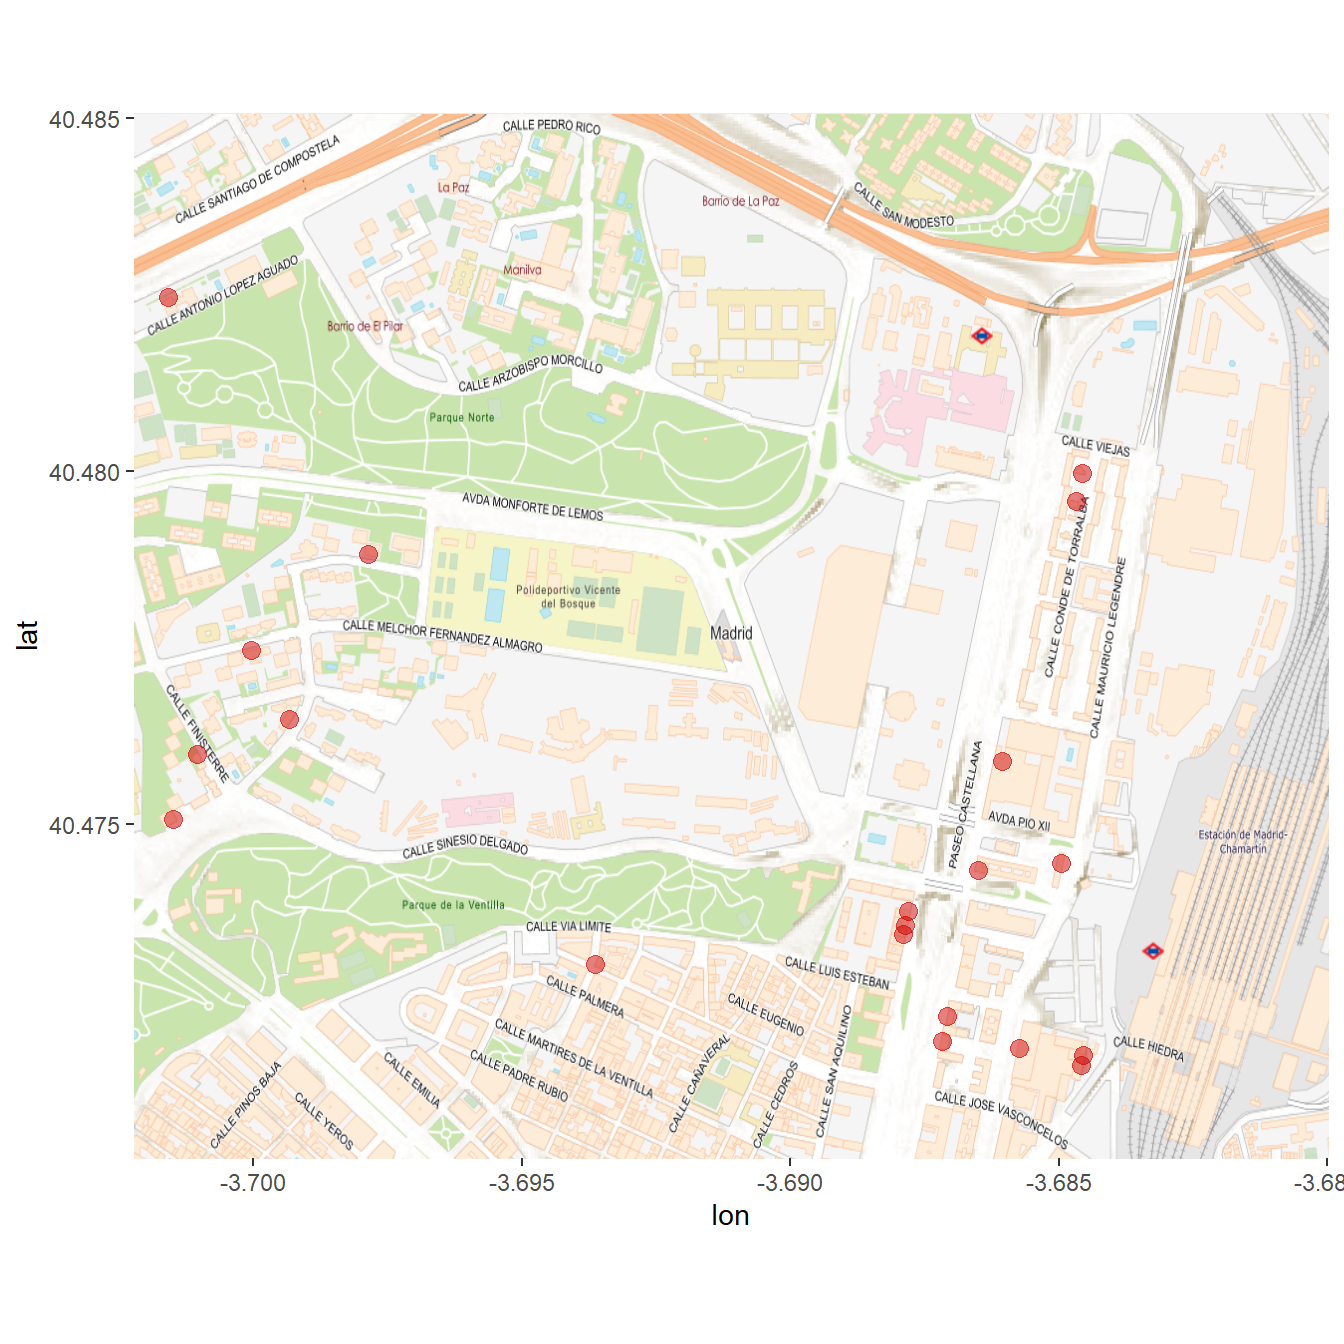 40.485
40.480
40.475
lat
CALLE PEDRO RICO
CALLE SANTIAGO DE COMPOSTELA
La Paz
Barrio de La Paz
CALLE SAN MODESTO
CALLE ANTONIO LOPEZ AGUADO
Manilva
Barrio de El Pilar
CALLE ARZOBISPO MORCILLO
Parque Norte
CALLE VIEJAS
AVDA MONFORTE DE LEMOS
CALLE CONDE DE TORRALBA
CALLE MAURICIO LEGENDRE
Polideportivo Vicente
del Bosque
Madrid
CALLE MELCHOR FERNANDEZ ALMAGRO
CALLE FINISTERRE
PASEO CASTELLANA
AVDA PIO XII
Estación de Madrid-
Chamartín
CALLE SINESIO DELGADO
Parque de la Ventilla
CALLE VIA LIMITE
CALLE LUIS ESTEBAN
CALLE PALMERA
CALLE EUGENIO
CALLE MARTIRES DE LA VENTILLA
CALLE PADRE RUBIO
CALLE CAÑAVERAL
CALLE CEDROS
CALLE SAN AQUILINO
CALLE HIEDRA
CALLE EMILIA
CALLE PINOS BAJA
CALLE YEROS
CALLE JOSE VASCONCELOS
-3.700
-3.695
-3.690
-3.685
-3.68
lon